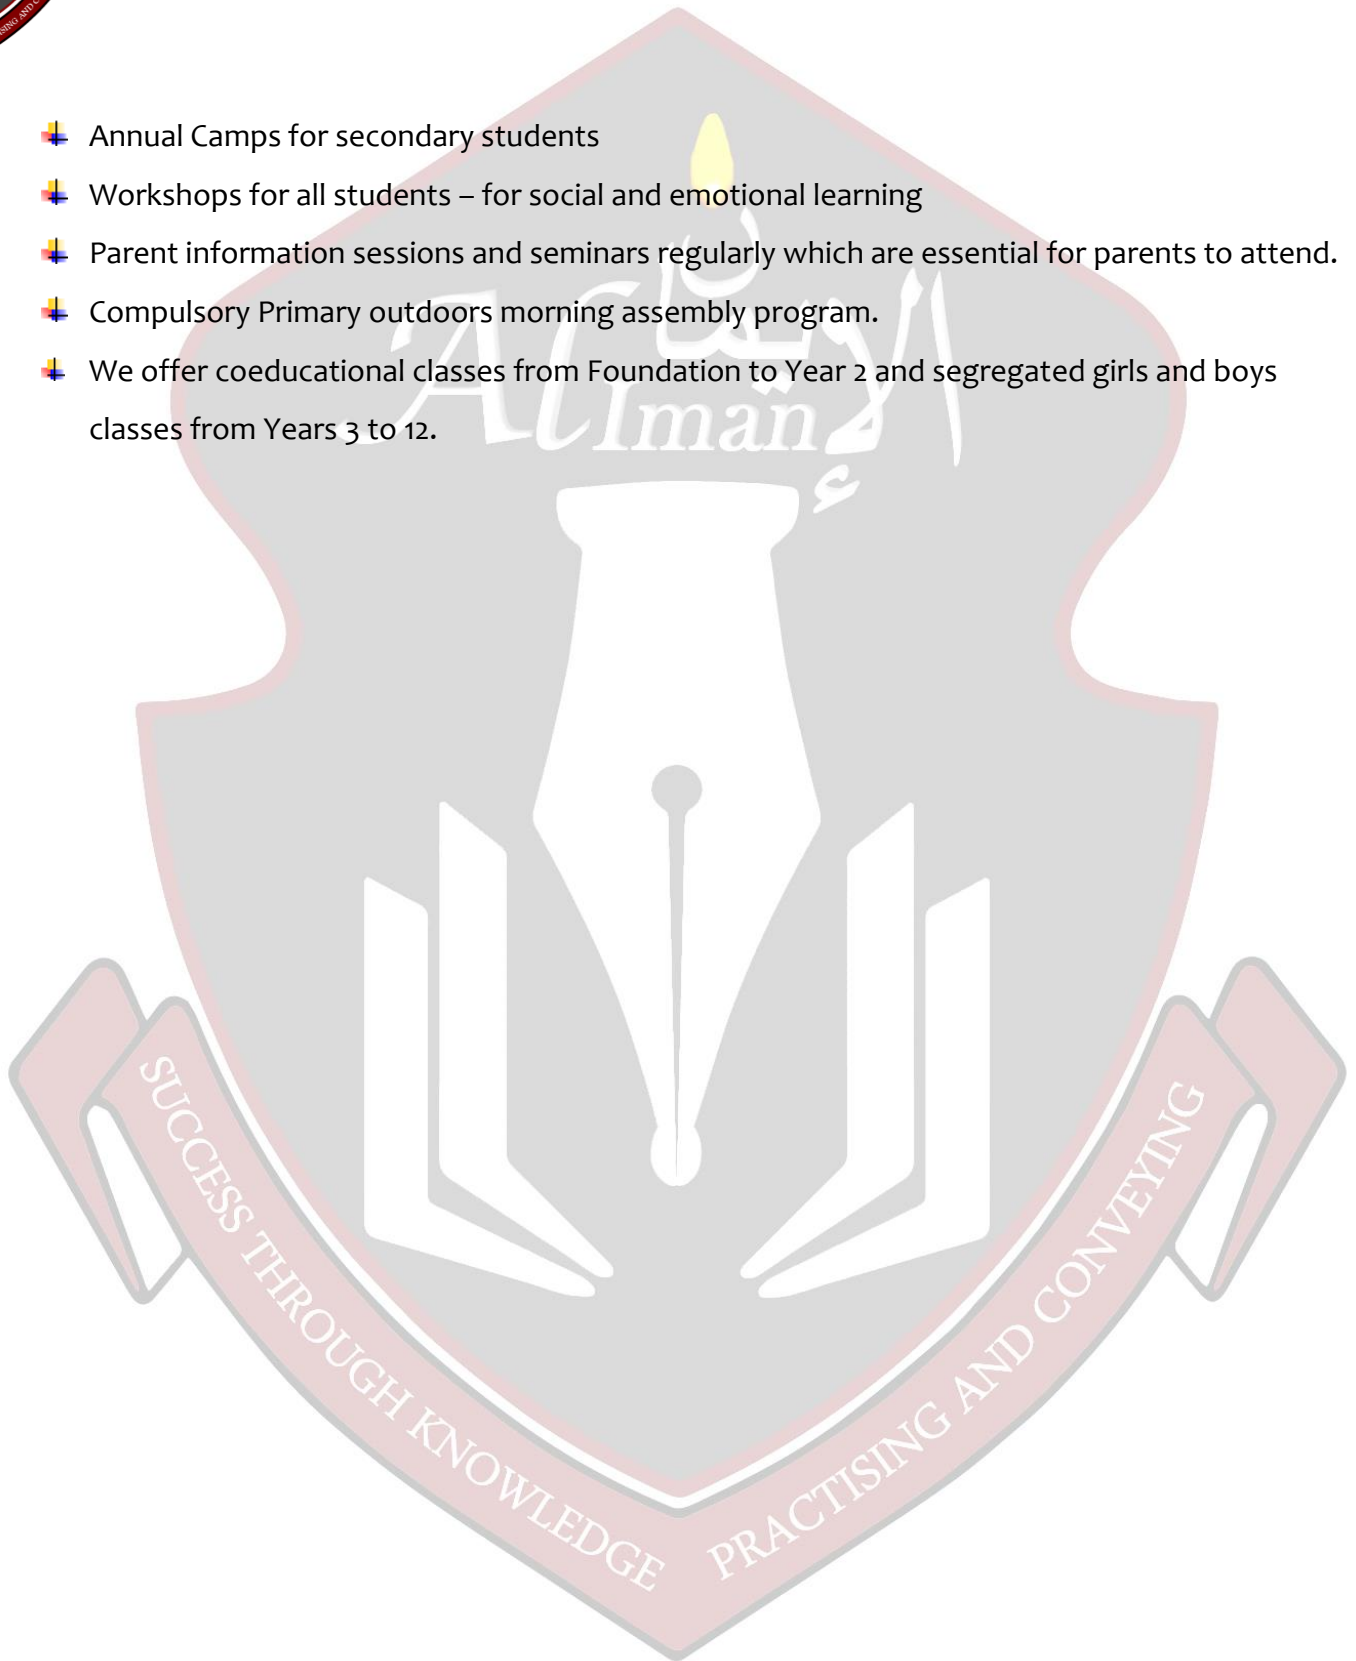 Annual Camps for secondary students
Workshops for all students – for social and emotional learning
Parent information sessions and seminars regularly which are essential for parents to attend.
Compulsory Primary outdoors morning assembly program.
We offer coeducational classes from Foundation to Year 2 and segregated girls and boys
classes from Years 3 to 12.
Al Iman
الإيمان
SUCCESS THROUGH KNOWLEDGE PRACTISING AND CONVEYING